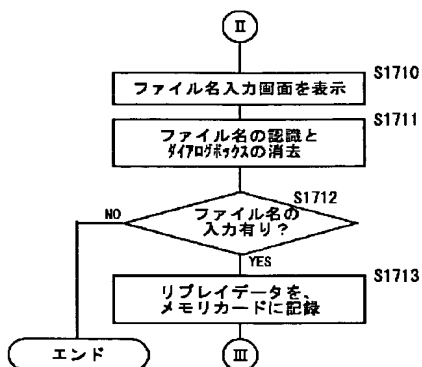 II
S1710
ファイル名入力画面を表示
S1711
ファイル名の認識と
ダイアログボックスの消去
S1712
ファイル名の
入力有り?
NO
YES
S1713
リプレイデータを、
メモリカードに記録
エンド
III